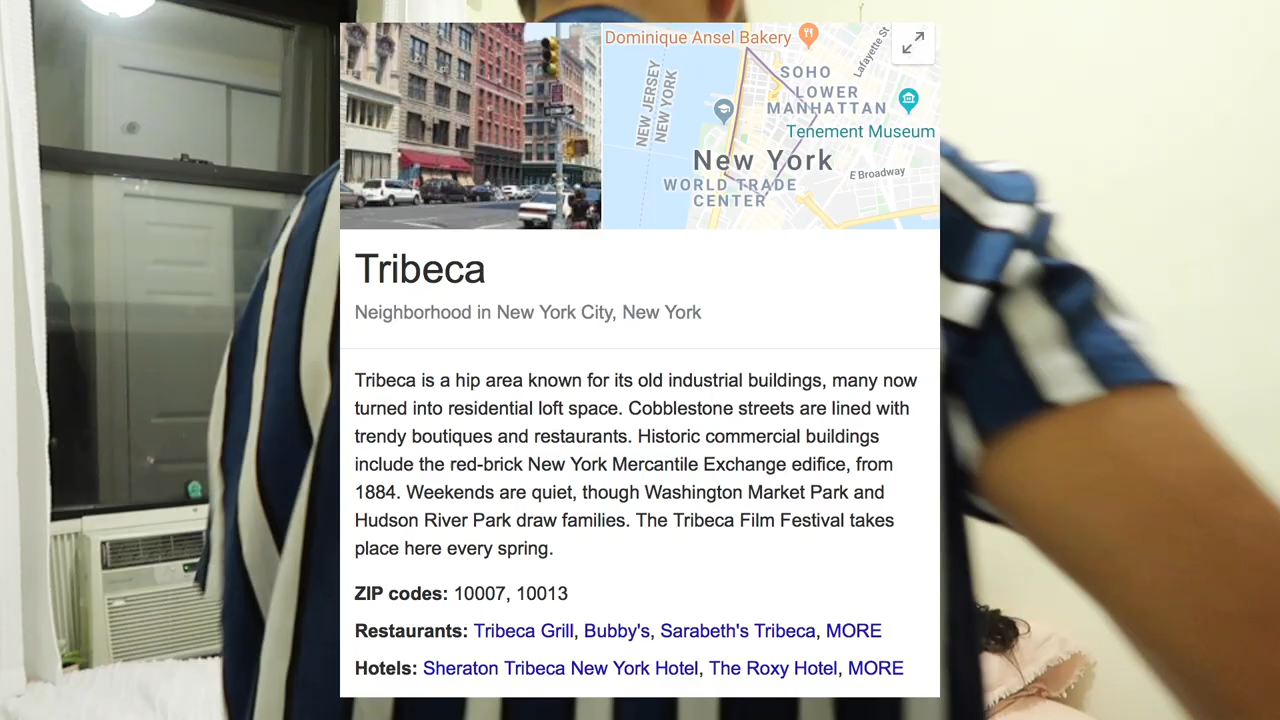 Dominique Ansel Bakery
Lafayette St
SOHO
LOWER
MANHATTAN
NEW JERSEY
NEW YORK
Tenement Museum
New York
E Broadway
WORLD TRADE
CENTER
Tribeca
Neighborhood in New York City, New York
Tribeca is a hip area known for its old industrial buildings, many now
turned into residential loft space. Cobblestone streets are lined with
trendy boutiques and restaurants. Historic commercial buildings
include the red-brick New York Mercantile Exchange edifice, from
1884. Weekends are quiet, though Washington Market Park and
Hudson River Park draw families. The Tribeca Film Festival takes
place here every spring.
ZIP codes: 10007, 10013
Restaurants: Tribeca Grill, Bubby's, Sarabeth's Tribeca, MORE
Hotels: Sheraton Tribeca New York Hotel, The Roxy Hotel, MORE